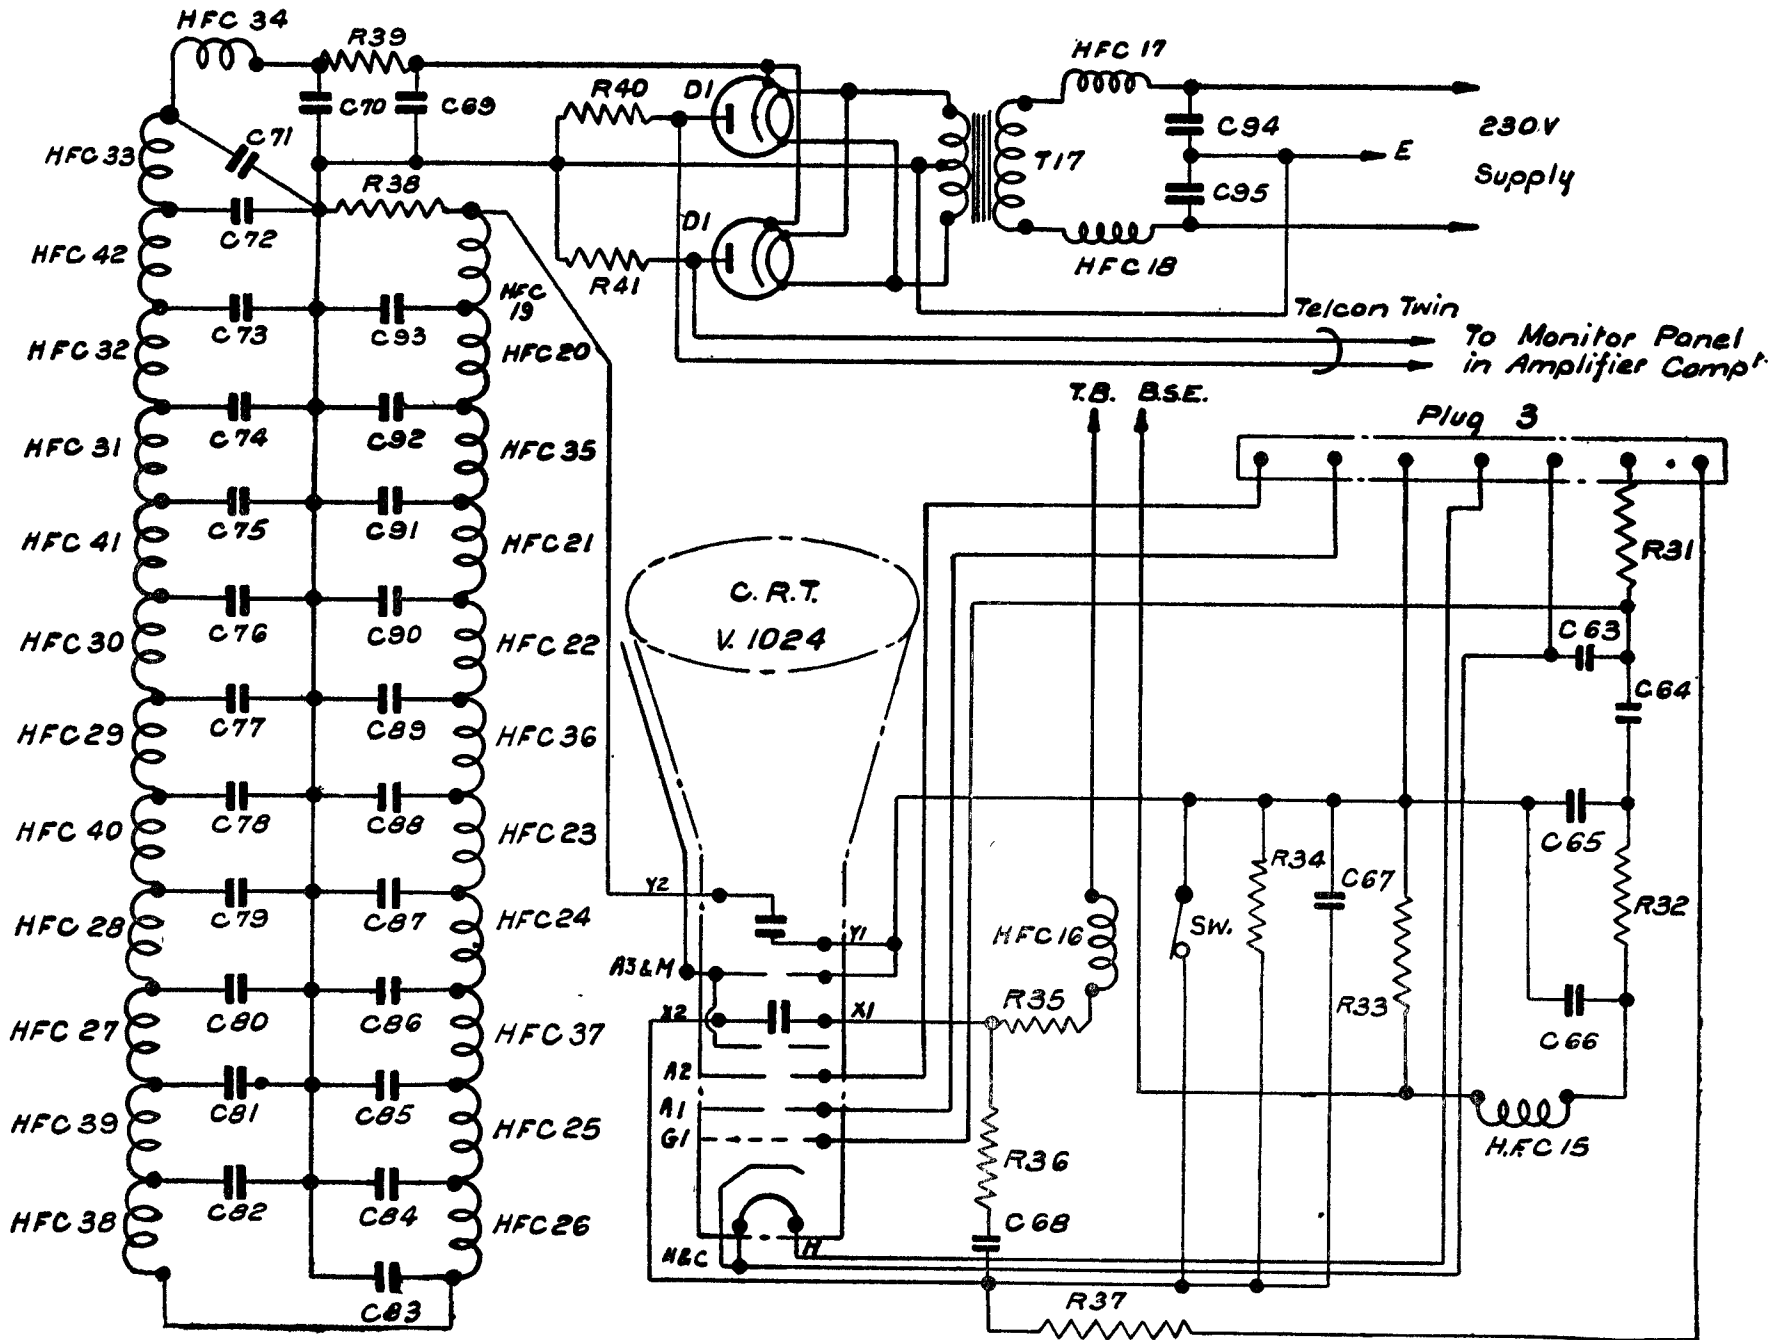 HFC 34
R39
HFC 17
C70
C69
R40
D1
C94
230V
HFC 33
C71
E
T17
Supply
R38
C95
C72
D1
HFC 42
HFC 18
R41
HFC 19
Telcon Twin
C73
C93
HFC 32
HFC 20
To Monitor Panel
in Amplifier Compt.
T.B. B.S.E.
Plug 3
C74
C92
HFC 31
HFC 35
C75
C91
HFC 41
HFC 21
R31
C.R.T.
V. 1024
C76
C90
HFC 30
HFC 22
C63
C64
C77
C89
HFC 29
HFC 36
C78
C88
HFC 40
HFC 23
C65
R34
C67
Y2
C79
C87
R32
HFC 28
HFC 24
SW.
HFC 16
Y1
A3&M
R35
R33
X2
X1
C80
C86
HFC 27
HFC 37
C66
A2
C81
C85
A1
HFC 39
HFC 25
G1
H.F.C 15
R36
C82
C84
HFC 38
HFC 26
C68
H&C
H
C83
R37